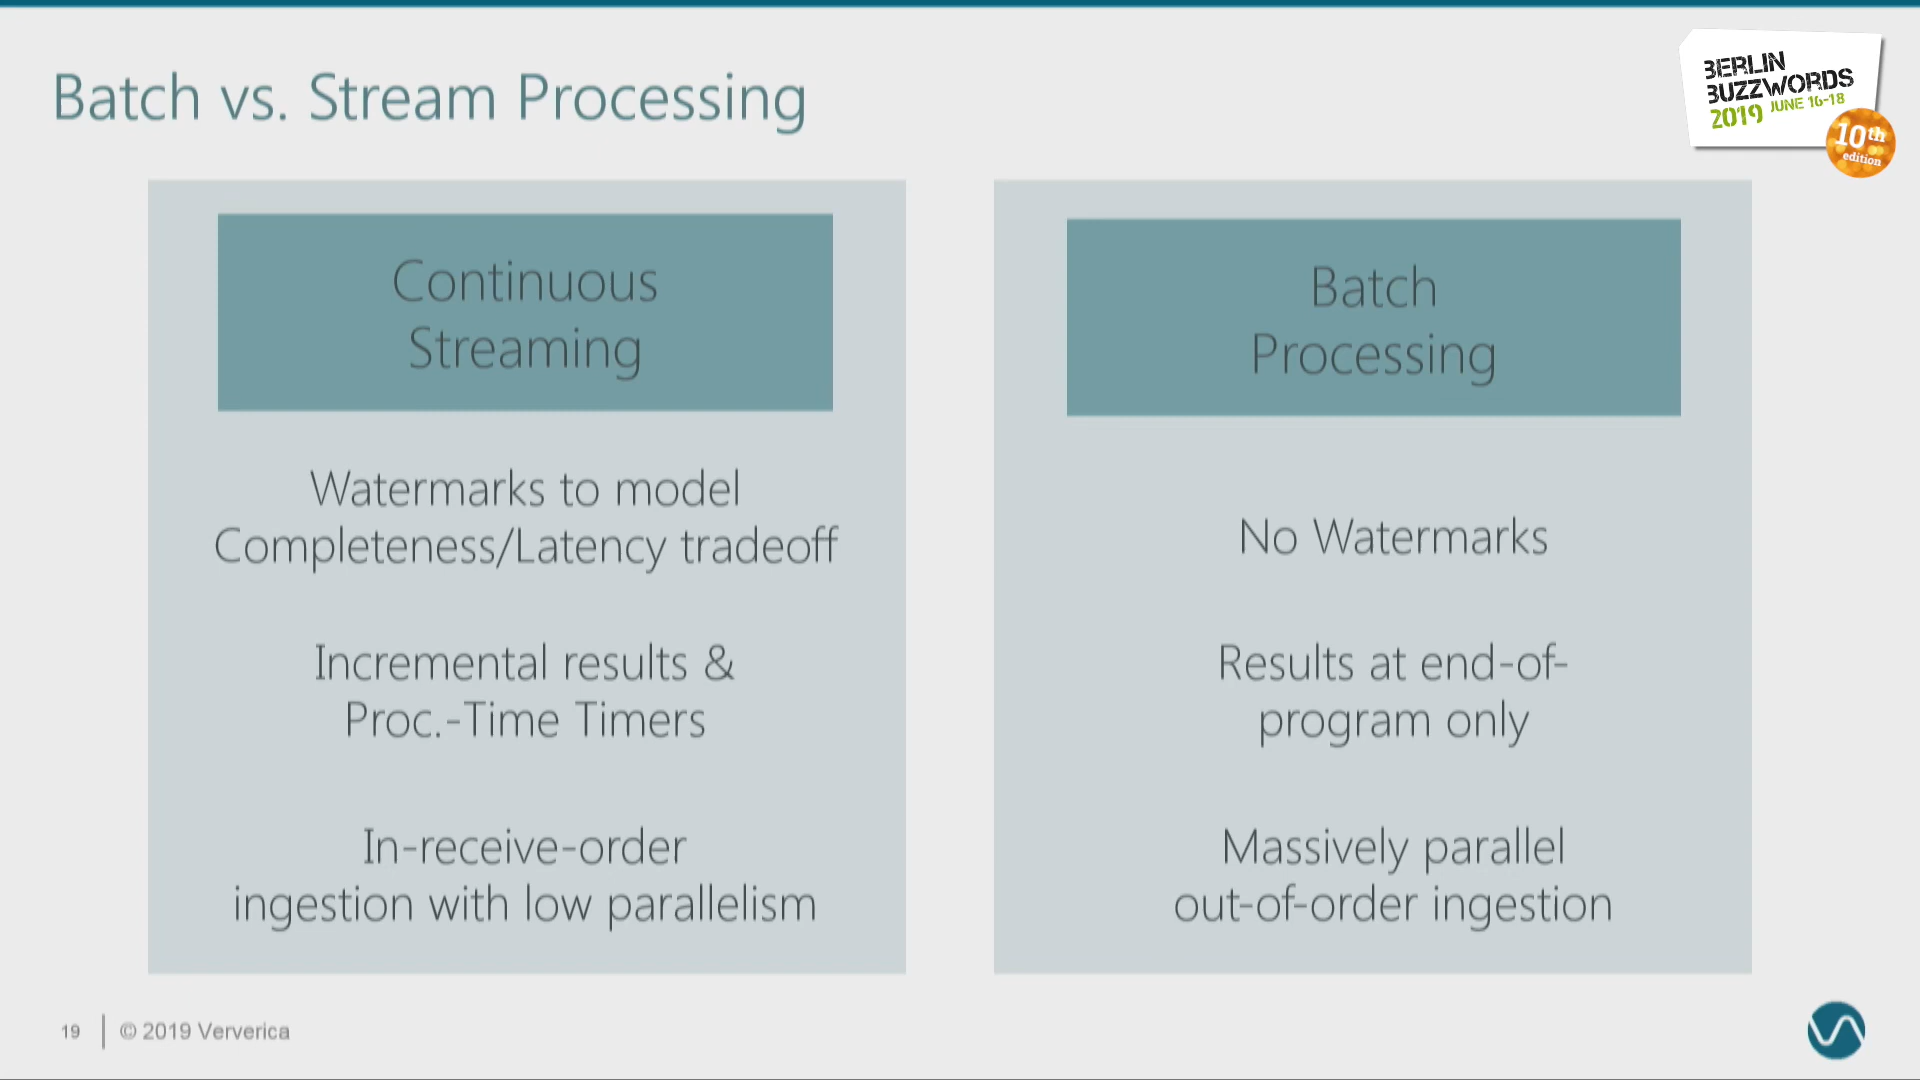 Batch vs. Stream Processing
BERLIN
BUZZWORDS
2019 JUNE 16-18
10th
edition
Continuous
Streaming
Watermarks to model
Completeness/Latency tradeoff
Incremental results &
Proc.-Time Timers
In-receive-order
ingestion with low parallelism
Batch
Processing
No Watermarks
Results at end-of-
program only
Massively parallel
out-of-order ingestion
19
© 2019 Ververica